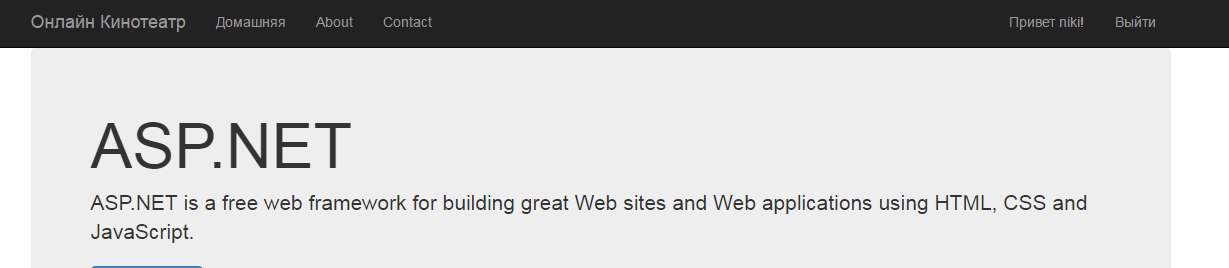 Онлайн Кинотеатр Домашняя About Contact Привет niki! Выйти
ASP.NET
ASP.NET is a free web framework for building great Web sites and Web applications using HTML, CSS and
JavaScript.